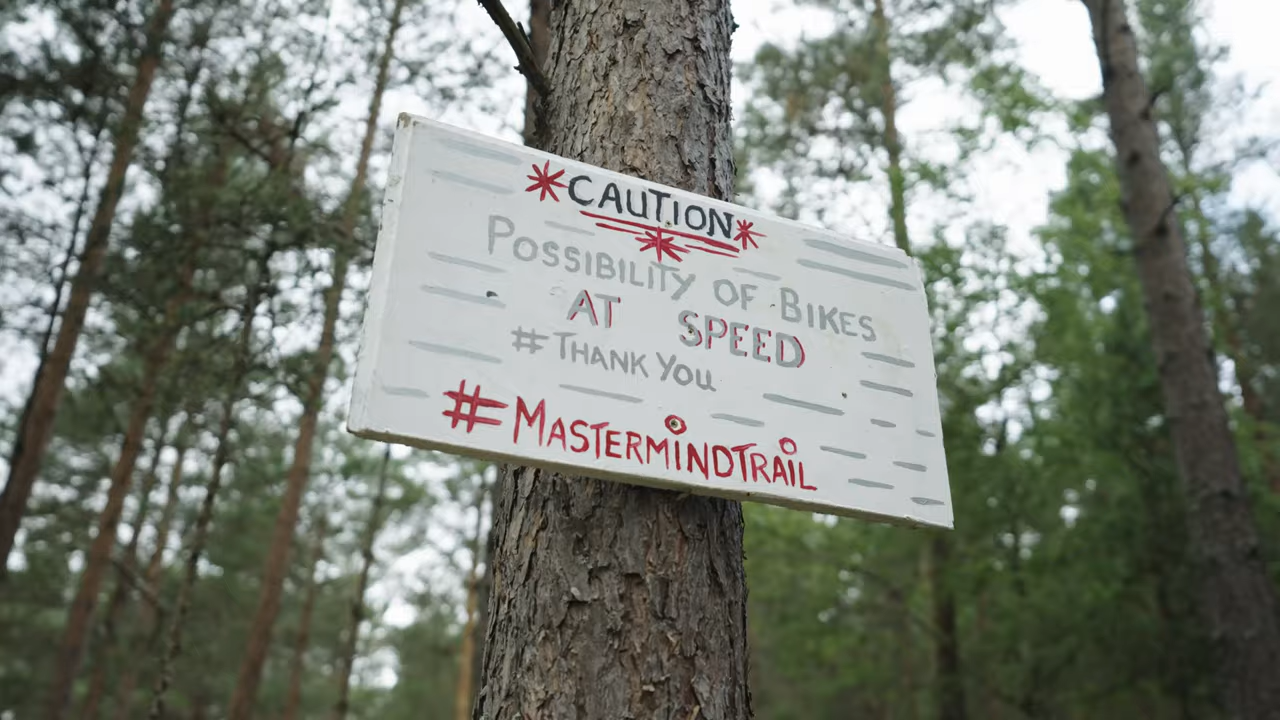 *CAUTION*
*
POSSIBILITY OF BIKES
AT SPEED
#THANK YOU
#MASTERMINDTRAIL